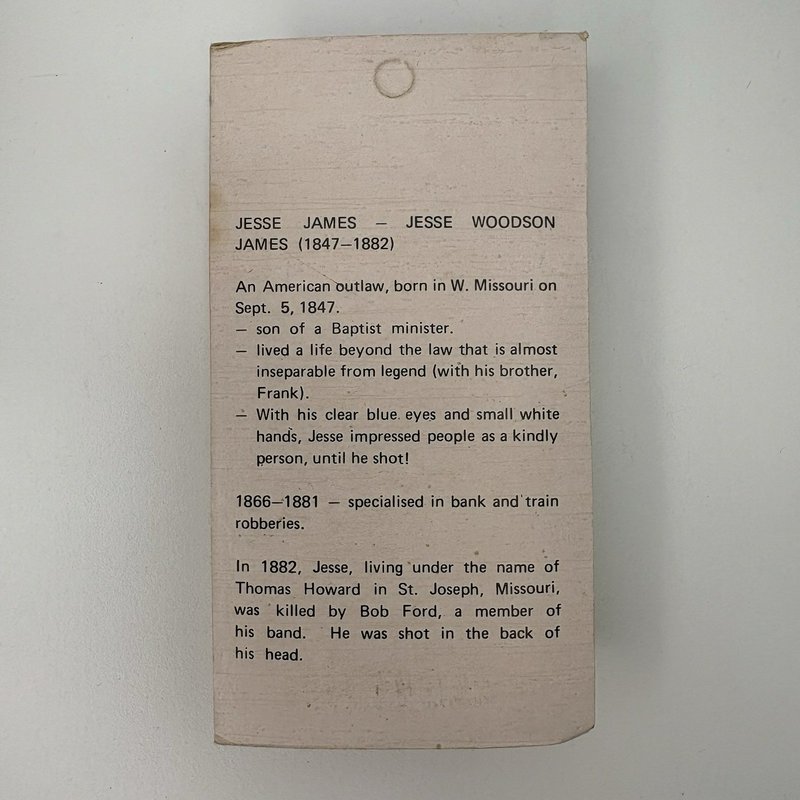 JESSE JAMES — JESSE WOODSON
JAMES (1847—1882)
An American outlaw, born in W. Missouri on
Sept. 5, 1847.
— son of a Baptist minister.
— lived a life beyond the law that is almost
inseparable from legend (with his brother,
Frank).
— With his clear blue eyes and small white
hands, Jesse impressed people as a kindly
person, until he shot!
1866—1881 — specialised in bank and train
robberies.
In 1882, Jesse, living under the name of
Thomas Howard in St. Joseph, Missouri,
was killed by Bob Ford, a member of
his band. He was shot in the back of
his head.